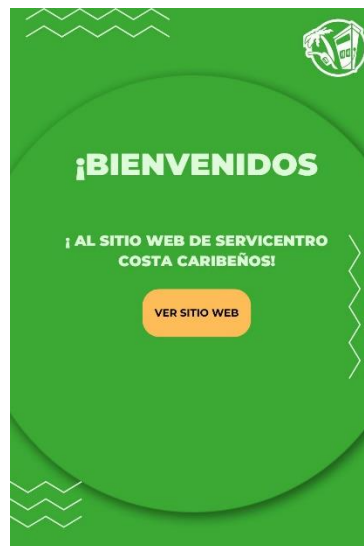 ¡BIENVENIDOS
¡ AL SITIO WEB DE SERVICENTRO
COSTA CARIBEÑOS!
VER SITIO WEB